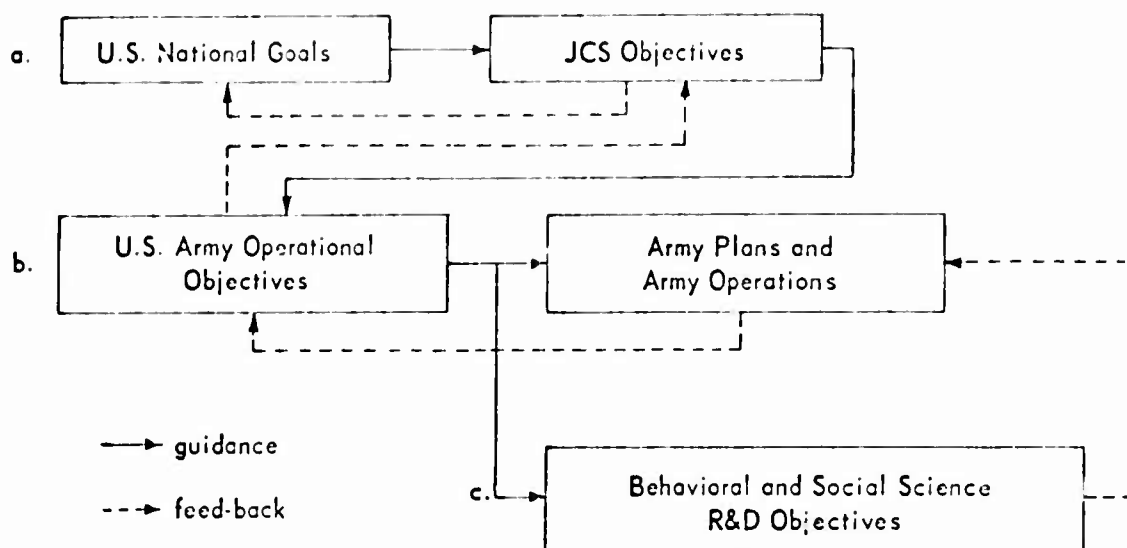 a.
U.S. National Goals
JCS Objectives
b.
U.S. Army Operational
Objectives
Army Plans and
Army Operations
guidance
feed-back
c.
Behavioral and Social Science
R&D Objectives